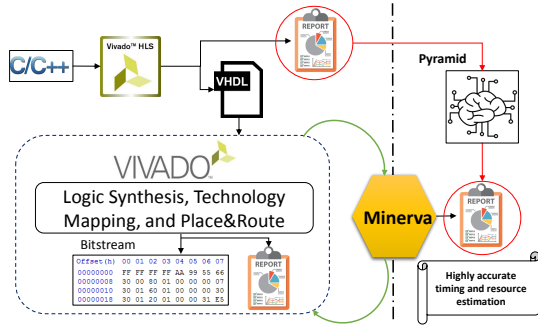 C/C++
Vivado™ HLS
VHDL
REPORT
Pyramid
VIVADO
Logic Synthesis, Technology
Mapping, and Place&Route
Bitstream
Offset(h) 00 01 02 03 04 05 06 07
00000000 FF FF FF FF AA 99 55 66
00000008 30 00 80 01 00 00 00 07
00000010 30 01 60 01 00 00 00 30
00000018 30 01 20 01 00 00 31 E5
REPORT
Minerva
REPORT
Highly accurate
timing and resource
estimation